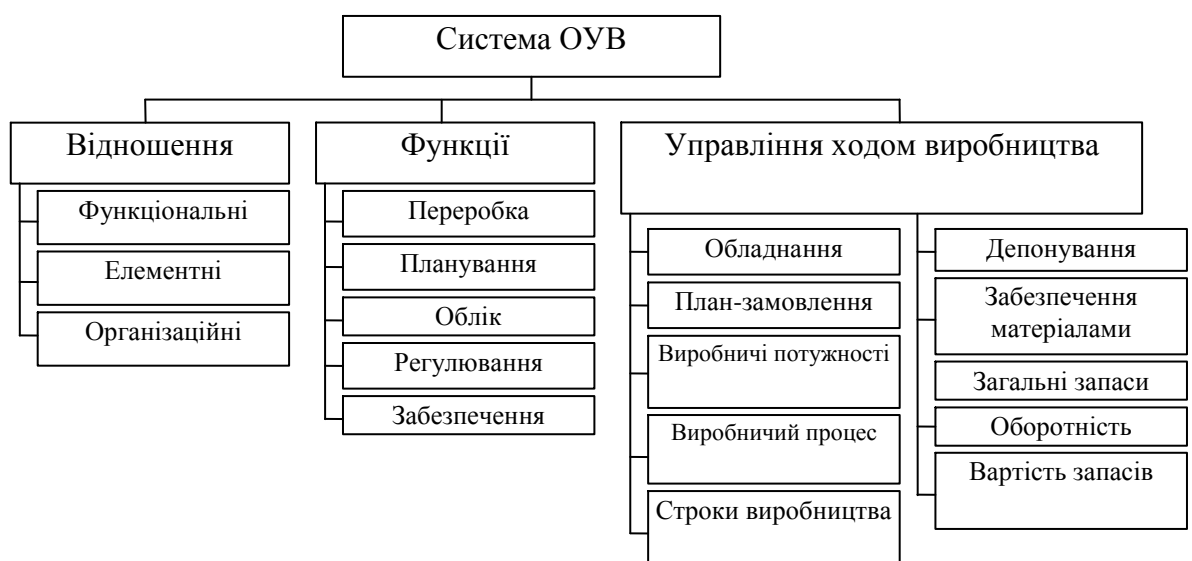 Система ОУВ
Відношення
Функціональні
Елементні
Організаційні
Функції
Переробка
Планування
Облік
Регулювання
Забезпечення
Управління ходом виробництва
Обладнання
План-замовлення
Виробничі потужності
Виробничий процес
Строки виробництва
Депонування
Забезпечення
матеріалами
Загальні запаси
Оборотність
Вартість запасів